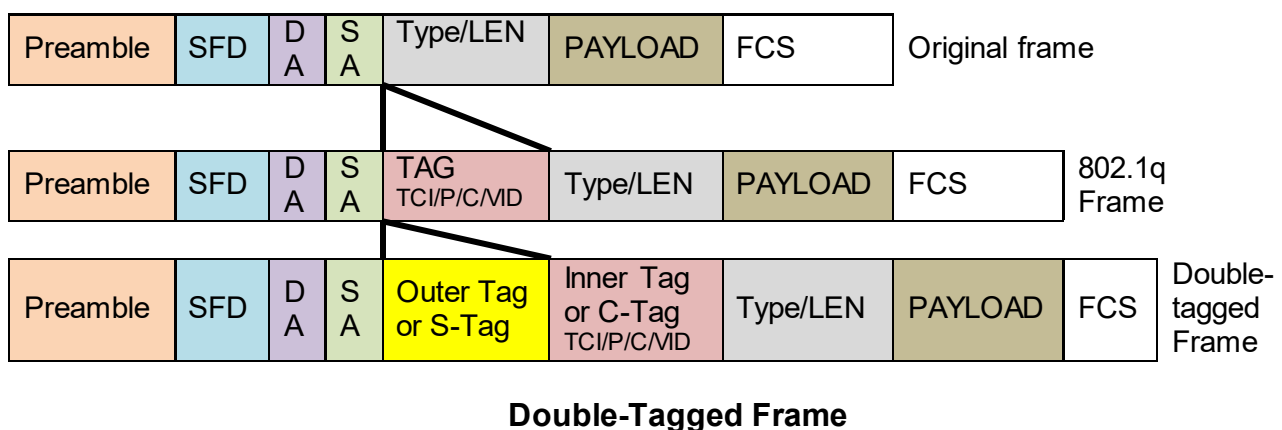 Preamble SFD D A S A Type/LEN PAYLOAD FCS Original frame
Preamble SFD D A S A TAG TCI/P/C/VID Type/LEN PAYLOAD FCS 802.1q Frame
Preamble SFD D A S A Outer Tag or S-Tag Inner Tag or C-Tag TCI/P/C/VID Type/LEN PAYLOAD FCS Double-tagged Frame
Double-Tagged Frame